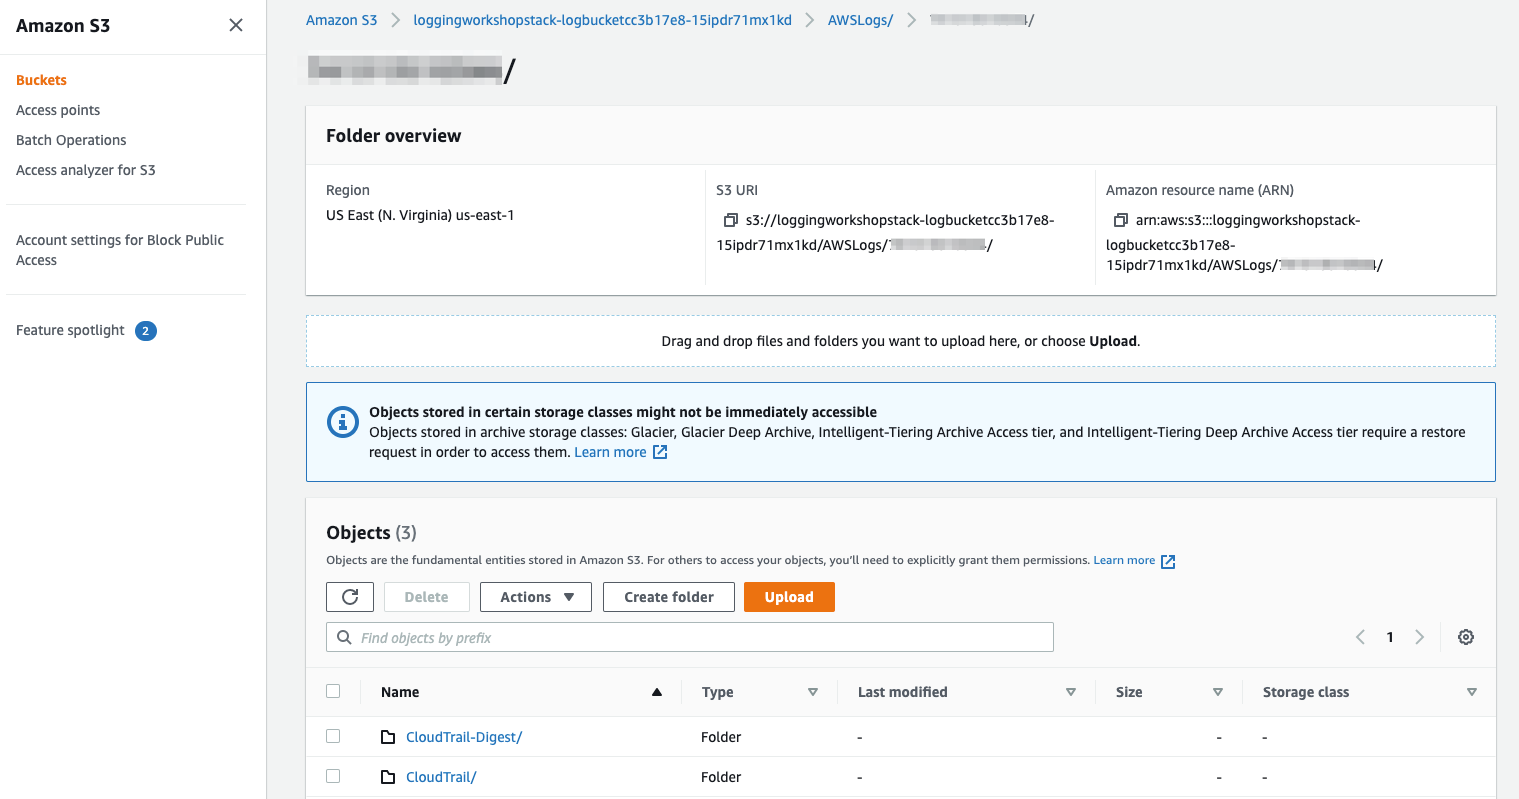 Amazon S3
Buckets
Access points
Batch Operations
Access analyzer for S3
Account settings for Block Public
Access
Feature spotlight 2
Amazon S3 loggingworkshopstack-logbucketcc3b17e8-15ipdr71mx1kd AWSLogs/ /
/
Folder overview
Region
US East (N. Virginia) us-east-1
S3 URI
s3://loggingworkshopstack-logbucketcc3b17e8-
15ipdr71mx1kd/AWSLogs/ /
Amazon resource name (ARN)
arn:aws:s3:::loggingworkshopstack-
logbucketcc3b17e8-
15ipdr71mx1kd/AWSLogs/ /
Drag and drop files and folders you want to upload here, or choose Upload.
Objects stored in certain storage classes might not be immediately accessible
Objects stored in archive storage classes: Glacier, Glacier Deep Archive, Intelligent-Tiering Archive Access tier, and Intelligent-Tiering Deep Archive Access tier require a restore
request in order to access them. Learn more
Objects (3)
Objects are the fundamental entities stored in Amazon S3. For others to access your objects, you'll need to explicitly grant them permissions. Learn more
Delete Actions Create folder Upload
Find objects by prefix
1
Name Type Last modified Size Storage class
CloudTrail-Digest/ Folder - - -
CloudTrail/ Folder - - -